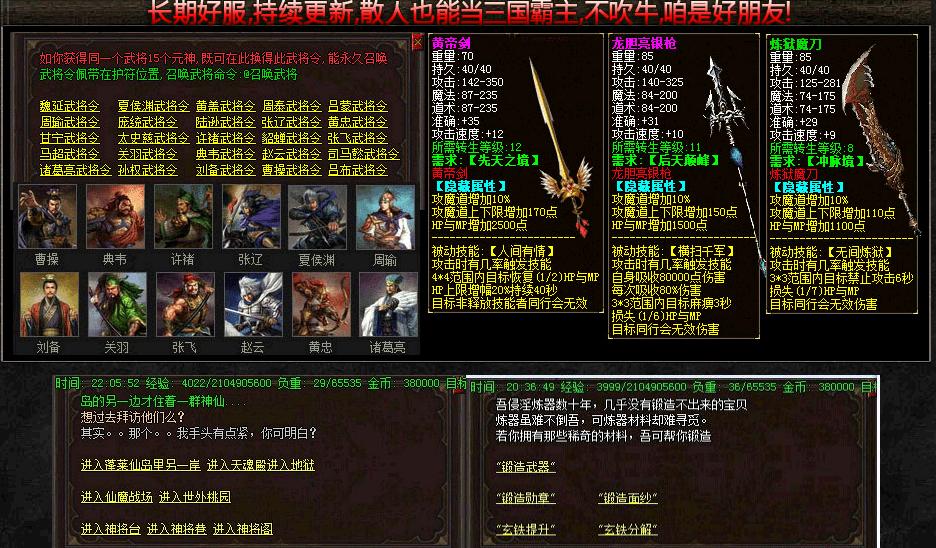 长期好服,持续更新,散人也能当三国霸主,不吹牛,咱是好朋友!
如你获得同一个武将15个元神,既可在此换得此武将令,能永久召唤
武将令佩带在护符位置,召唤武将命令:@召唤武将
魏延武将令 夏侯渊武将令 黄盖武将令 周泰武将令 吕蒙武将令
周瑜武将令 庞统武将令 陆逊武将令 张辽武将令 黄忠武将令
甘宁武将令 太史慈武将令 许诸武将令 貂蝉武将令 张飞武将令
马超武将令 关羽武将令 典韦武将令 赵云武将令 司马懿武将令
诸葛亮武将令 孙权武将令 刘备武将令 曹操武将令 吕布武将令
曹操 典韦 许褚 张辽 夏侯渊 周瑜
刘备 关羽 张飞 赵云 黄忠 诸葛亮
黄帝剑
重量:70
持久:40/40
攻击:142-350
魔法:87-235
道术:87-235
准确:+35
攻击速度:+12
所需转生等级:12
需求:【先天之境】
黄帝剑
【隐藏属性】
攻魔道增加10%
攻魔道上下限增加170点
HP与MP增加2500点
被动技能:【人间有情】
攻击时有几率触发技能
4*4范围内目标恢复(1/2)HP与MP
HP上限增幅20%持续40秒
目标非释放技能者同行会无效
龙胆亮银枪
重量:85
持久:40/40
攻击:140-325
魔法:84-200
道术:84-200
准确:+31
攻击速度:+10
所需转生等级:11
需求:【后天颠峰】
龙胆亮银枪
【隐藏属性】
攻魔道增加10%
攻魔道上下限增加150点
HP与MP增加1500点
被动技能:【横扫千军】
攻击时有几率触发技能
自身吸收80000点伤害
每次吸收80%伤害
3*3范围内目标麻痹3秒
损失(1/6)HP与MP
目标同行会无效伤害
炼狱魔刀
重量:85
持久:40/40
攻击:125-281
魔法:74-175
道术:74-175
准确:+29
攻击速度:+9
所需转生等级:8
需求:【冲脉境】
炼狱魔刀
【隐藏属性】
攻魔道增加10%
攻魔道上下限增加110点
HP与MP增加1100点
被动技能:【无间炼狱】
攻击时有几率触发技能
3*3范围内目标禁止攻击6秒
损失(1/7)HP与MP
目标同行会无效伤害
时间: 22:05:52 经验: 4022/2104905600 负重: 29/65535 金币: 380000 目标
岛的另一边才住着一群神仙....
想过去拜访他们么?
其实。。那个。。我手头有点紧,你可明白?
进入蓬莱仙岛里另一岸 进入天魂殿进入地狱
进入仙魔战场 进入世外桃园
进入神将台 进入神将巷 进入神将阁
时间: 20:36:49 经验: 3999/2104905600 负重: 36/65535 金币: 380000 目标
吾侵淫炼器数十年,几乎没有锻造不出来的宝贝
炼器虽难不倒吾,可炼器材料却难寻觅。
若你拥有那些稀奇的材料,吾可帮你锻造
“锻造武器”
“锻造勋章” “锻造面纱”
“玄铁提升” “玄铁分解”